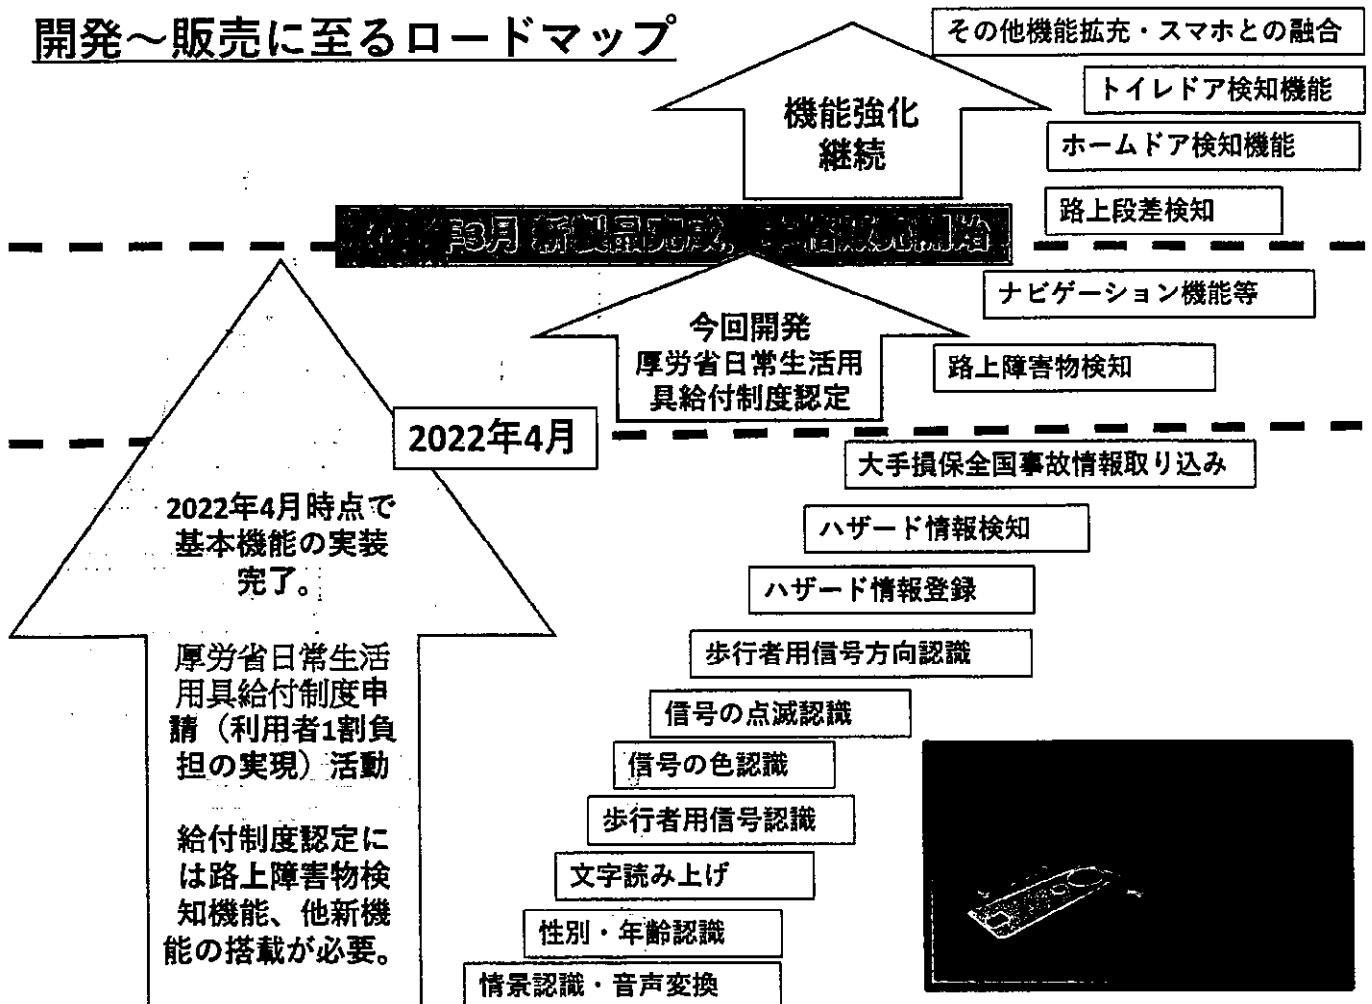 開発～販売に至るロードマップ
その他機能拡充・スマホとの融合
トイレドア検知機能
ホームドア検知機能
路上段差検知
機能強化
継続
年3月 新製品完成,
販売開始
ナビゲーション機能等
路上障害物検知
今回開発
厚労省日常生活用
具給付制度認定
2022年4月
大手損保全国事故情報取り込み
ハザード情報検知
ハザード情報登録
歩行者用信号方向認識
信号の点滅認識
信号の色認識
歩行者用信号認識
文字読み上げ
性別・年齢認識
情景認識・音声変換
2022年4月時点で
基本機能の実装
完了。
厚労省日常生活
用具給付制度申
請（利用者1割負
担の実現）活動
給付制度認定に
は路上障害物検
知機能、他新機
能の搭載が必要。